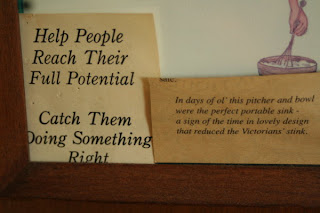 Help People
Reach Their
Full Potential
Catch Them
Doing Something
Right
In days of ol' this pitcher and bowl
were the perfect portable sink -
a sign of the time in lovely design
that reduced the Victorians' stink.